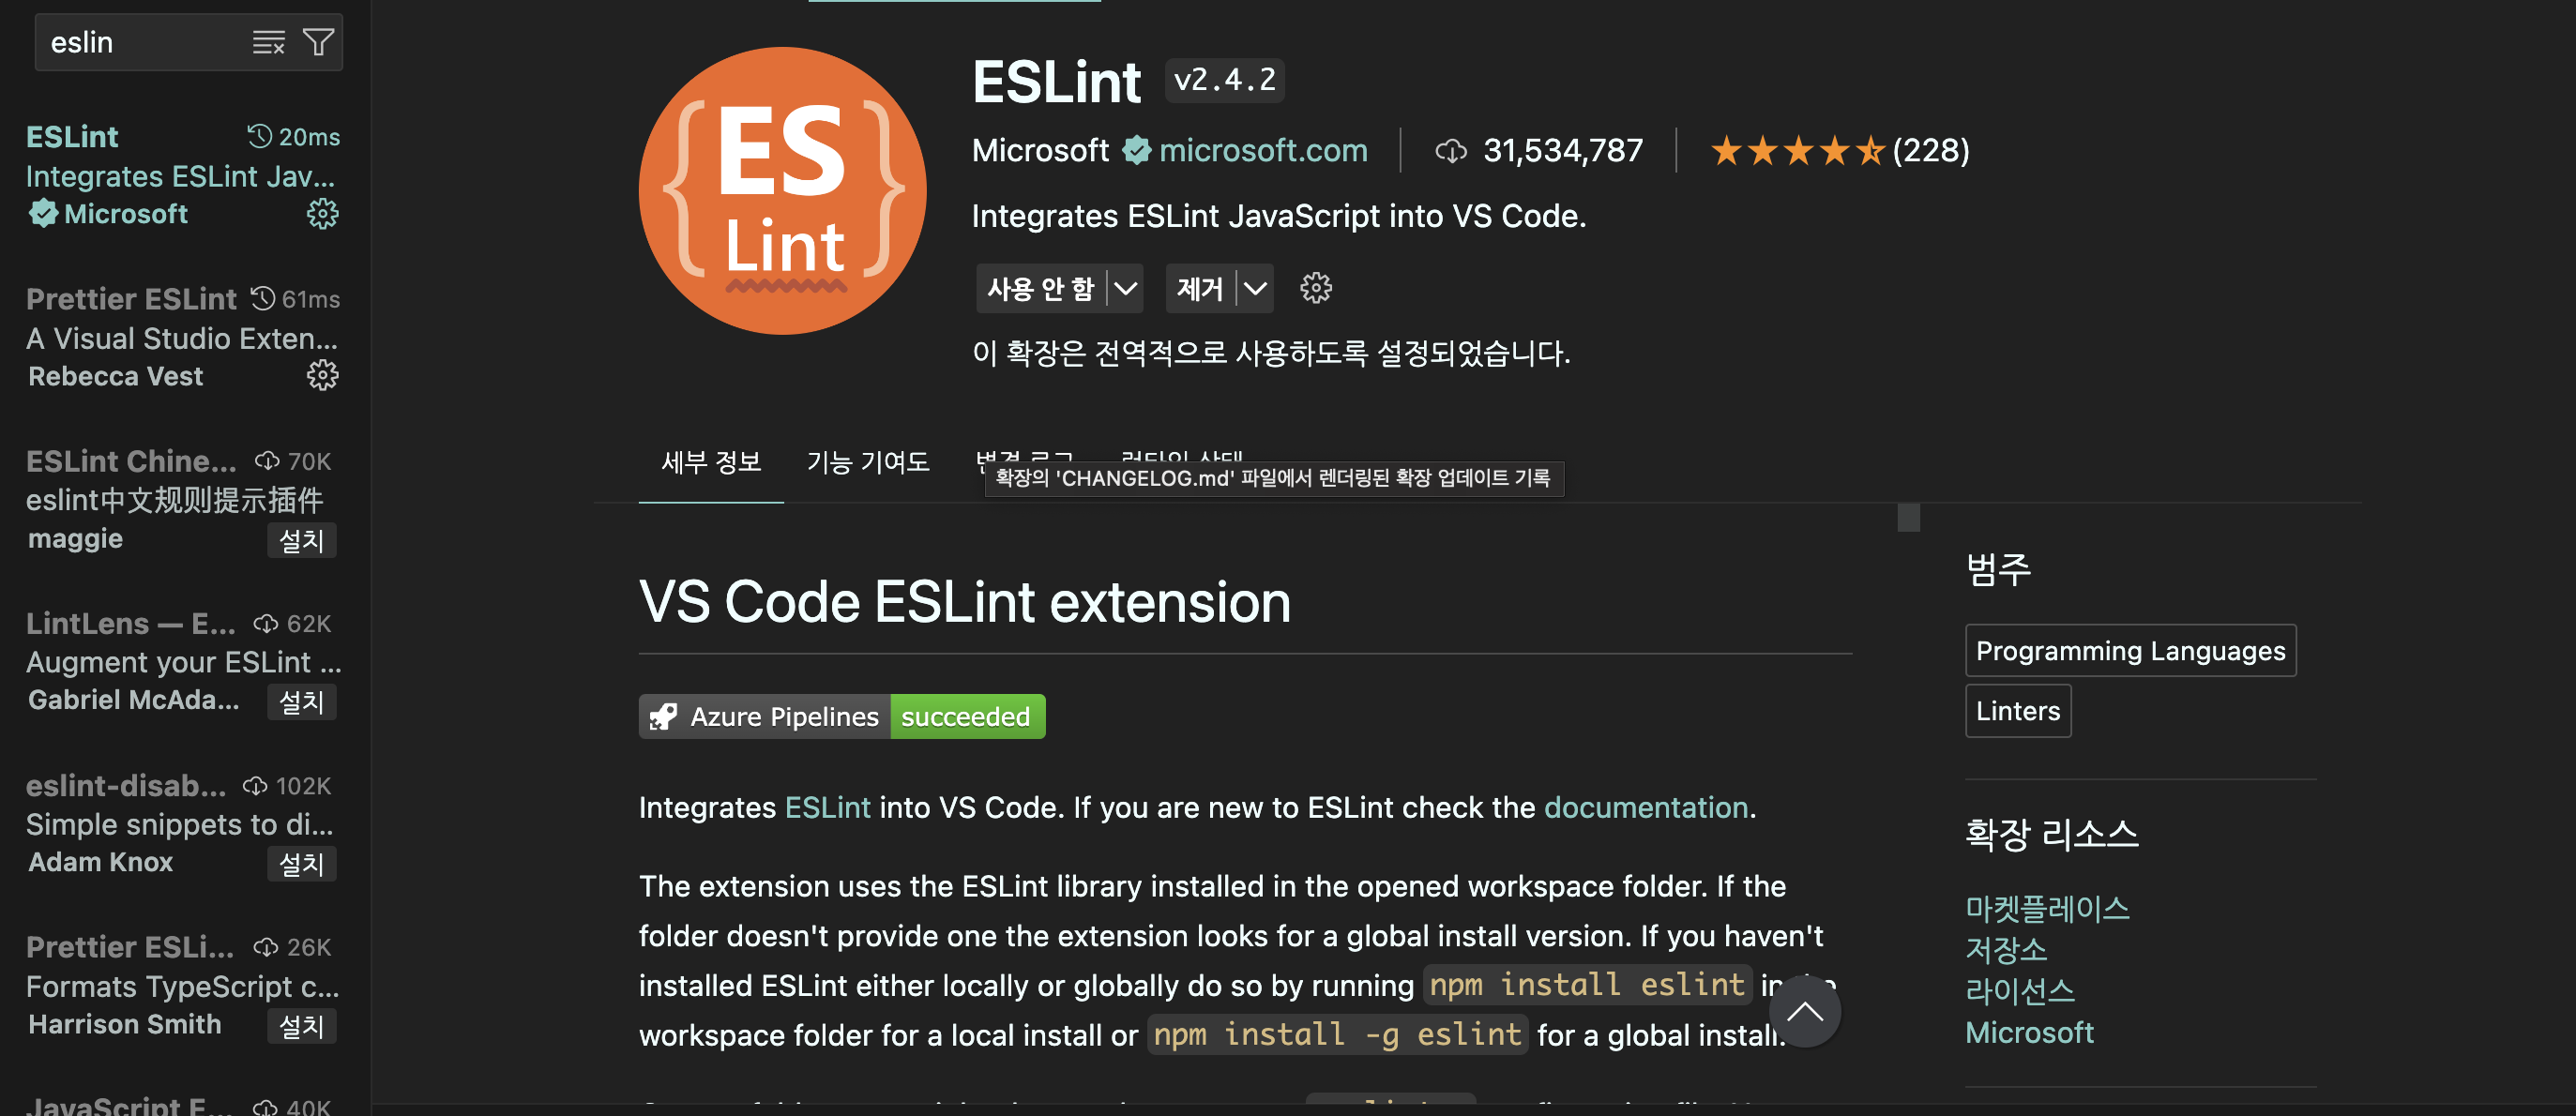 eslin
ESLint 20ms
Integrates ESLint Jav...
Microsoft
Prettier ESLint 61ms
A Visual Studio Exten...
Rebecca Vest
ESLint Chine... 70K
eslint中文规则提示插件
maggie 설치
LintLens — E... 62K
Augment your ESLint ...
Gabriel McAda... 설치
eslint-disab... 102K
Simple snippets to di...
Adam Knox 설치
Prettier ESLi... 26K
Formats TypeScript c...
Harrison Smith 설치
JavaScript E... 40K
{ES
Lint}
ESLint v2.4.2
Microsoft microsoft.com 31,534,787 (228)
Integrates ESLint JavaScript into VS Code.
사용 안 함 제거
이 확장은 전역적으로 사용하도록 설정되었습니다.
세부 정보 기능 기여도 변경 로그 런타임 상태
확장의 'CHANGELOG.md' 파일에서 렌더링된 확장 업데이트 기록
VS Code ESLint extension
Azure Pipelines succeeded
Integrates ESLint into VS Code. If you are new to ESLint check the documentation.
The extension uses the ESLint library installed in the opened workspace folder. If the
folder doesn't provide one the extension looks for a global install version. If you haven't
installed ESLint either locally or globally do so by running npm install eslint in the
workspace folder for a local install or npm install -g eslint for a global install.
범주
Programming Languages
Linters
확장 리소스
마켓플레이스
저장소
라이선스
Microsoft